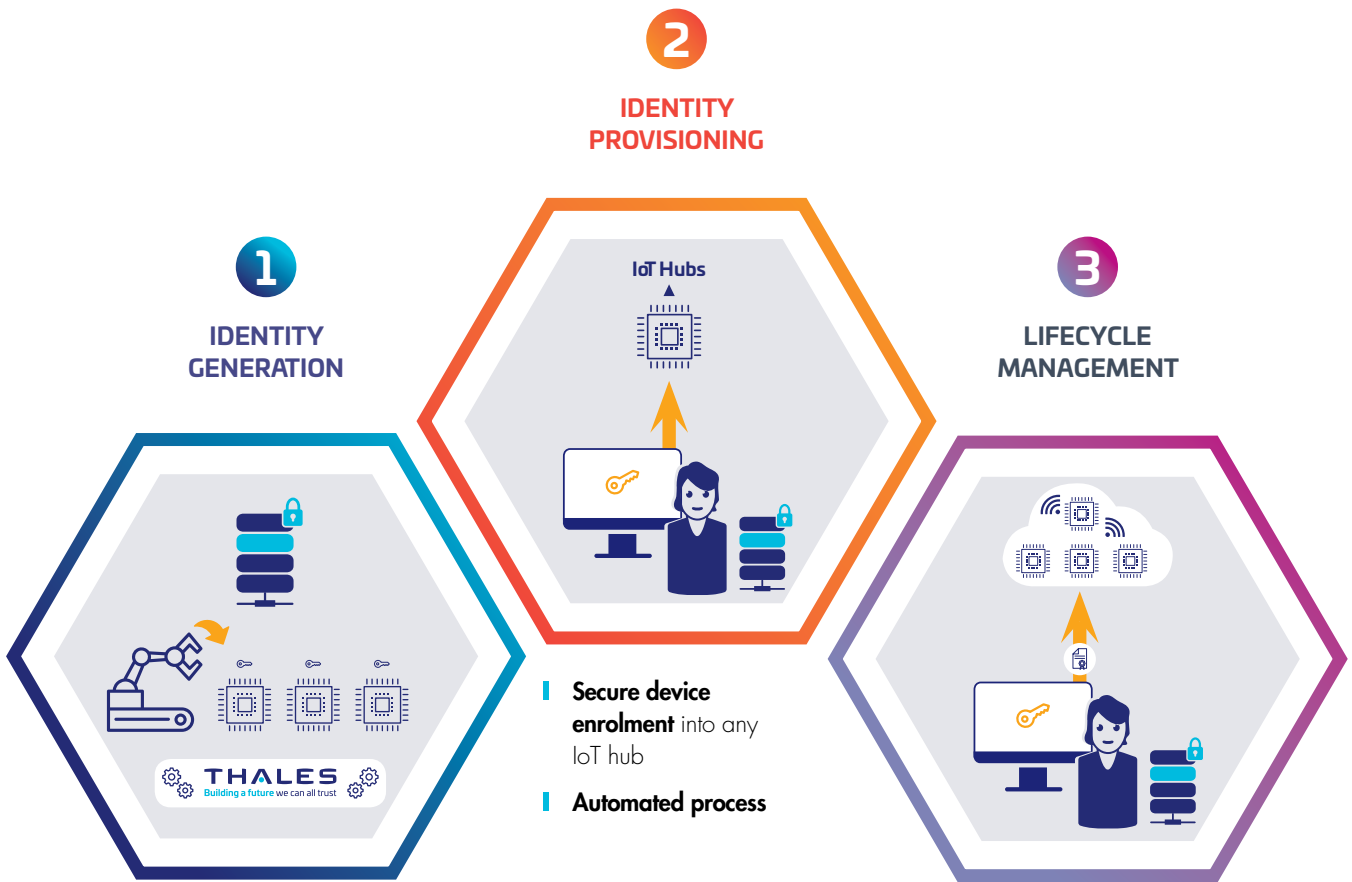 1
IDENTITY
GENERATION
THALES
Building a future we can all trust
2
IDENTITY
PROVISIONING
IoT Hubs
Secure device
enrolment into any
IoT hub
Automated process
3
LIFECYCLE
MANAGEMENT